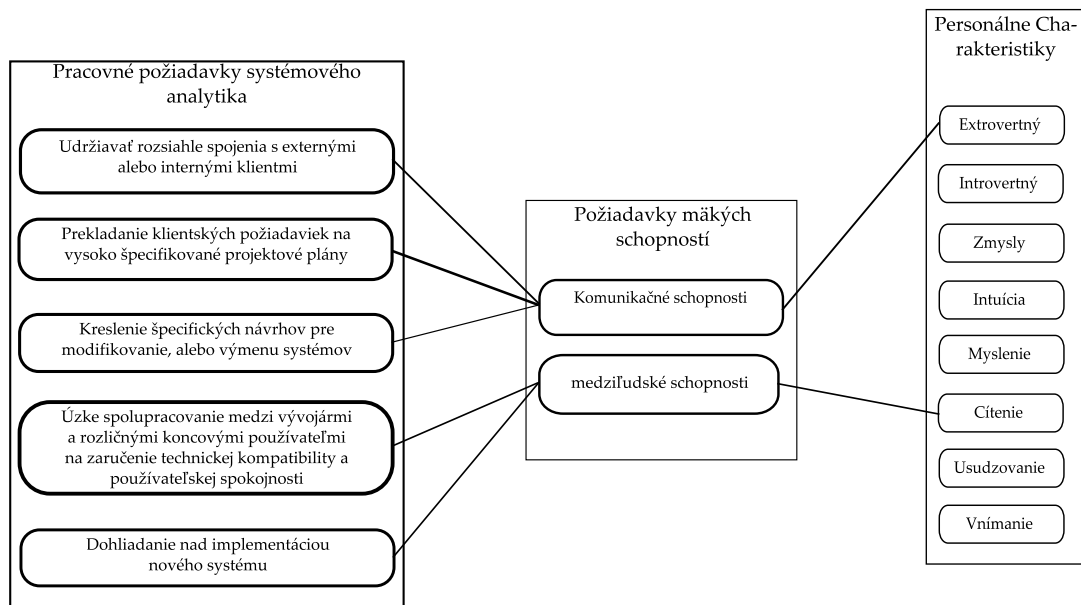 Pracovné požiadavky systémového
analytika
Udržiavať rozsiahle spojenia s externými
alebo internými klientmi
Prekladanie klientských požiadaviek na
vysoko špecifikované projektové plány
Kreslenie špecifických návrhov pre
modifikovanie, alebo výmenu systémov
Úzke spolupracovanie medzi vývojármi
a rozličnými koncovými používateľmi
na zaručenie technickej kompatibility a
používateľskej spokojnosti
Dohliadanie nad implementáciou
nového systému
Požiadavky mäkých
schopností
Komunikačné schopnosti
medziľudské schopnosti
Personálne Cha-
rakteristiky
Extrovertný
Introvertný
Zmysly
Intuícia
Myslenie
Cítenie
Usudzovanie
Vnímanie